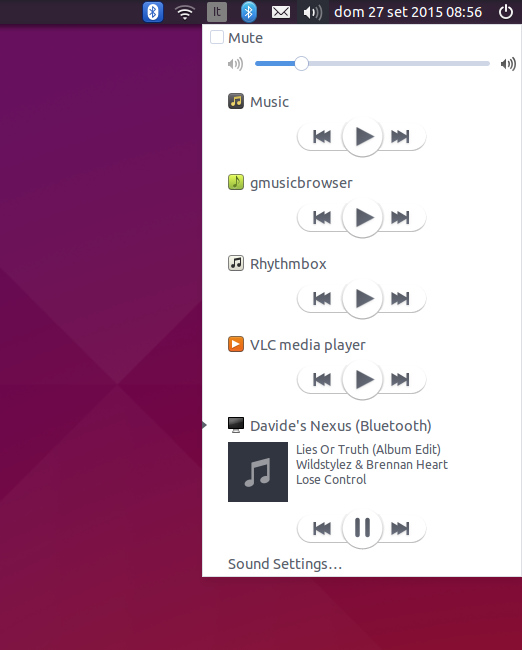 It
dom 27 set 2015 08:56
Mute
Music
gmusicbrowser
Rhythmbox
VLC media player
Davide's Nexus (Bluetooth)
Lies Or Truth (Album Edit)
Wildstylez & Brennan Heart
Lose Control
Sound Settings…